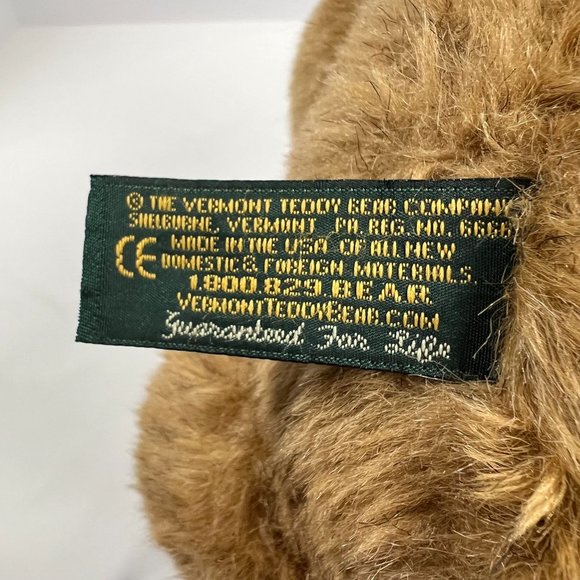 © THE VERMONT TEDDY BEAR COMPANY
SHELBURNE, VERMONT PA. REG. NO. 6666
MADE IN THE USA OF ALL NEW
CE DOMESTIC & FOREIGN MATERIALS.
1.800.829.BEAR
VERMONTTEDDYBEAR.COM
Guaranteed For Life